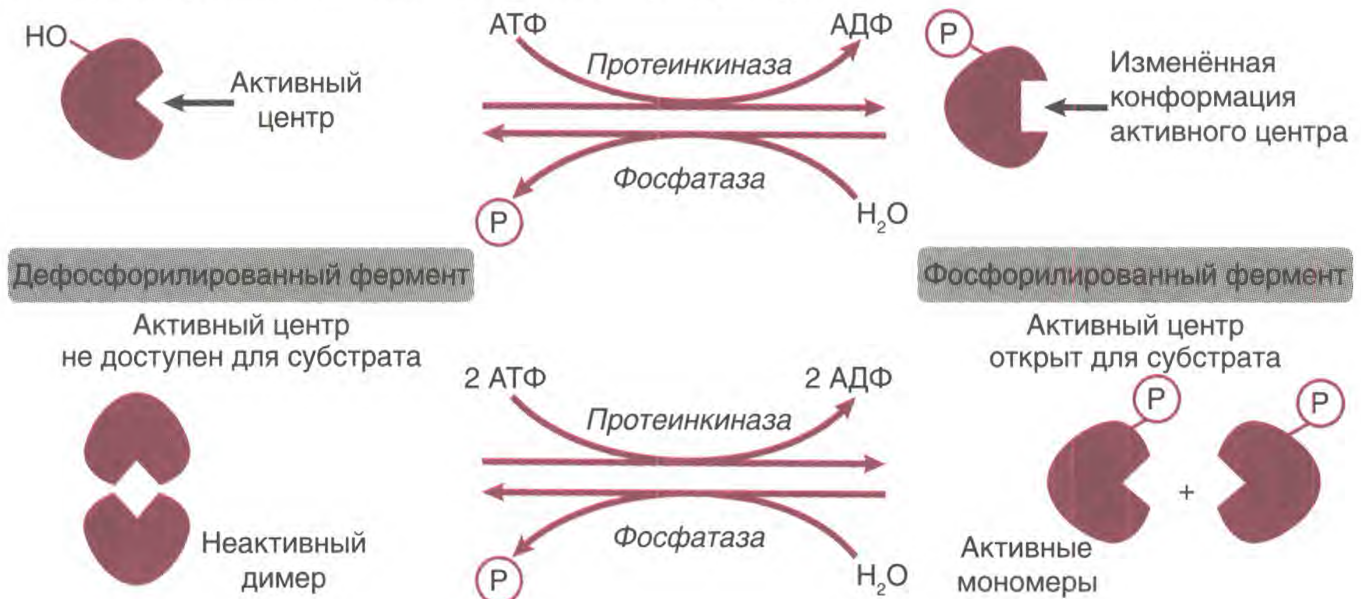 HO
Активный
центр
АТФ
АДФ
Протеинкиназа
Фосфатаза
P
H₂O
P
Изменённая
конформация
активного центра
Дефосфорилированный фермент
Фосфорилированный фермент
Активный центр
не доступен для субстрата
Неактивный
димер
2 АТФ
2 АДФ
Протеинкиназа
Фосфатаза
P
H₂O
Активный центр
открыт для субстрата
P
P
+
Активные
мономеры